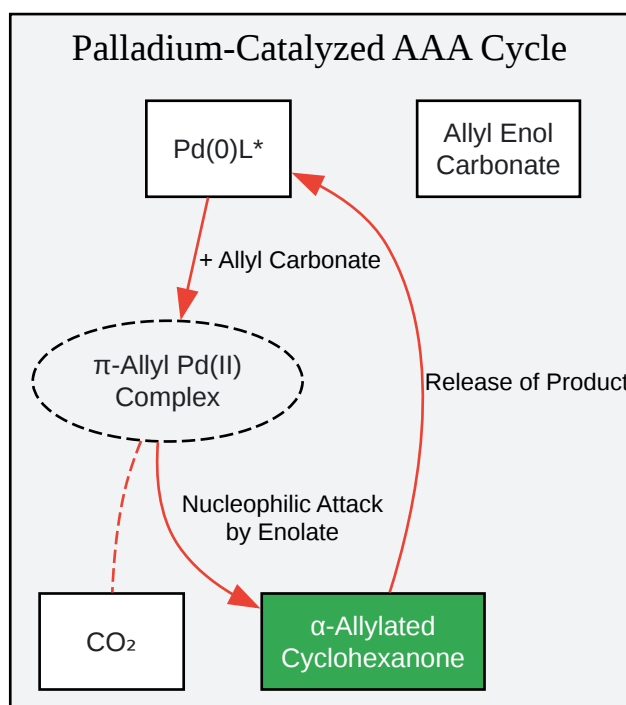 Palladium-Catalyzed AAA Cycle
Pd(0)L*
Allyl Enol
Carbonate
+ Allyl Carbonate
π-Allyl Pd(II)
Complex
Release of Product
Nucleophilic Attack
by Enolate
CO₂
α-Allylated
Cyclohexanone